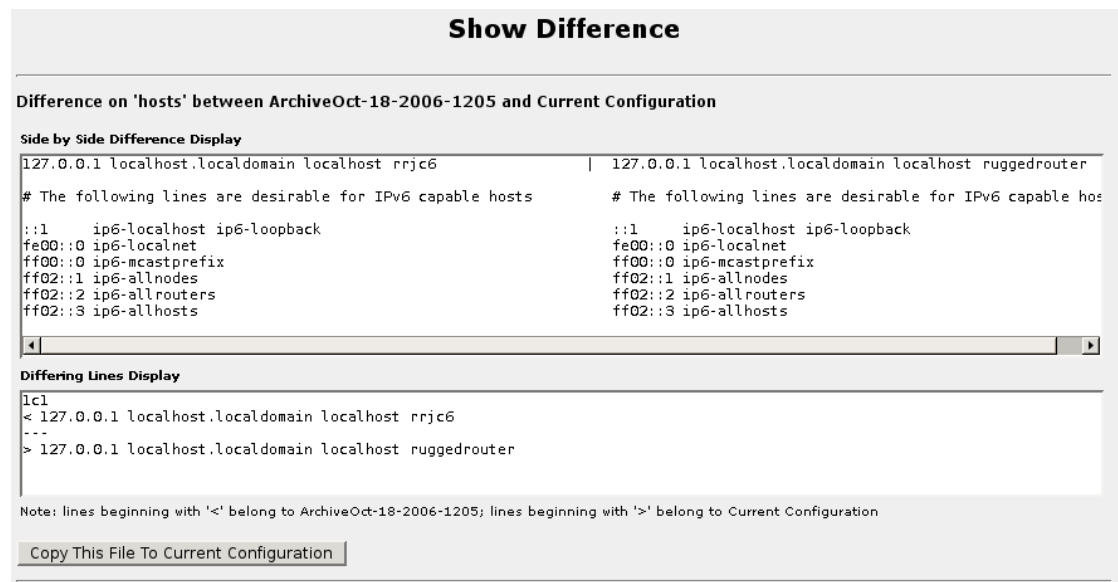 Show Difference
Difference on 'hosts' between ArchiveOct-18-2006-1205 and Current Configuration
Side by Side Difference Display
127.0.0.1 localhost.localdomain localhost rrjc6 | 127.0.0.1 localhost.localdomain localhost ruggedrouter
# The following lines are desirable for IPv6 capable hosts # The following lines are desirable for IPv6 capable hos
::1 ip6-localhost ip6-loopback ::1 ip6-localhost ip6-loopback
fe00::0 ip6-localnet fe00::0 ip6-localnet
ff00::0 ip6-mcastprefix ff00::0 ip6-mcastprefix
ff02::1 ip6-allnodes ff02::1 ip6-allnodes
ff02::2 ip6-allrouters ff02::2 ip6-allrouters
ff02::3 ip6-allhosts ff02::3 ip6-allhosts
Differing Lines Display
1c1
< 127.0.0.1 localhost.localdomain localhost rrjc6
---
> 127.0.0.1 localhost.localdomain localhost ruggedrouter
Note: lines beginning with '<' belong to ArchiveOct-18-2006-1205; lines beginning with '>' belong to Current Configuration
Copy This File To Current Configuration